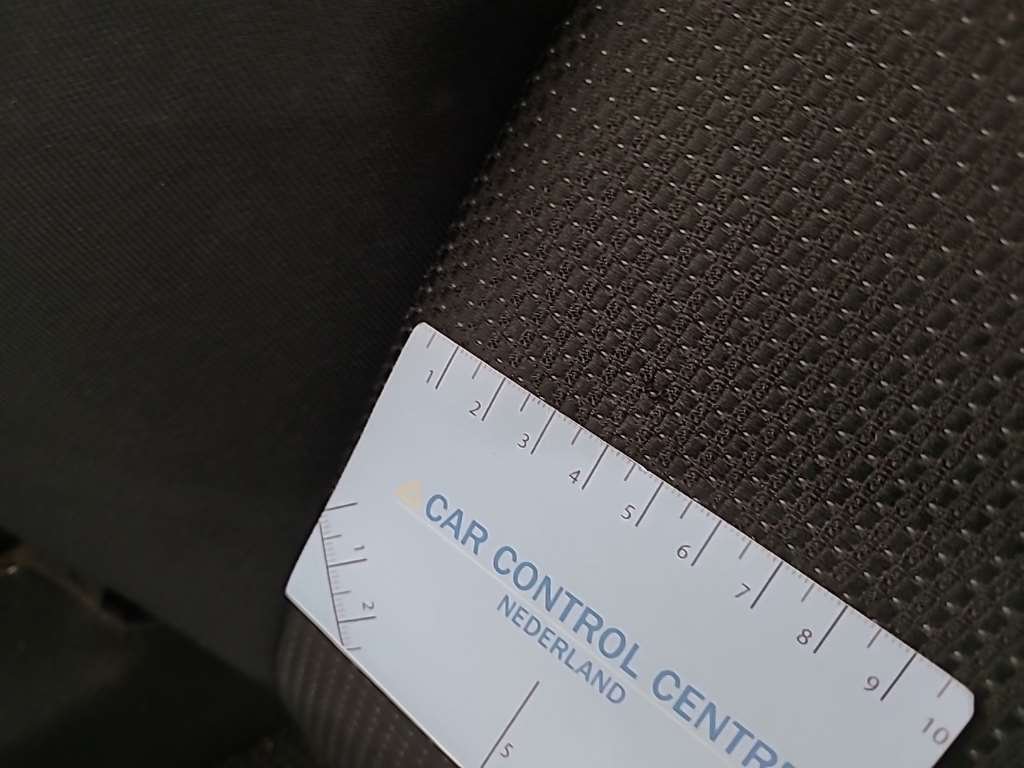 1 2 3 4 5 6 7 8 9 10
CAR CONTROL CENTR
NEDERLAND
1
2
5